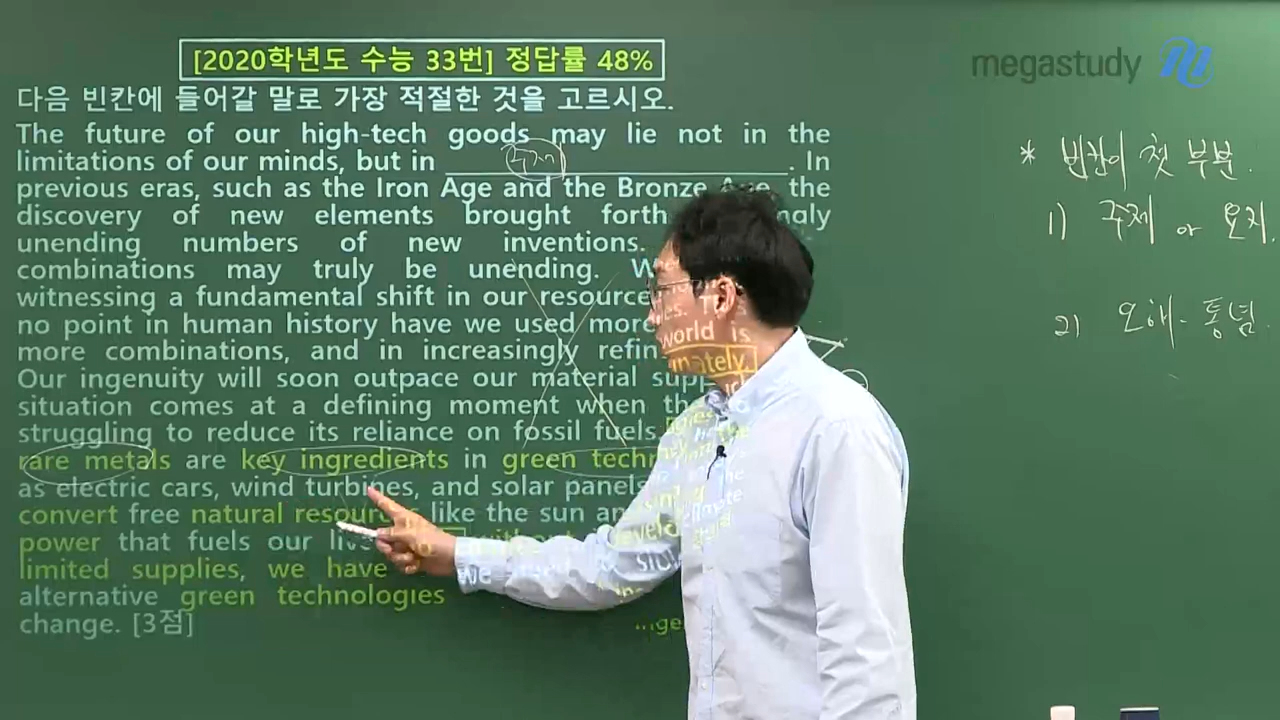 [2020학년도 수능 33번] 정답률 48%
megastudy
다음 빈칸에 들어갈 말로 가장 적절한 것을 고르시오.
The future of our high-tech goods may lie not in the
limitations of our minds, but in ____________. In
previous eras, such as the Iron Age and the Bronze Age, the
discovery of new elements brought forth
unending numbers of new inventions.
combinations may truly be unending.
witnessing a fundamental shift in our resource
no point in human history have we used more
more combinations, and in increasingly
Our ingenuity will soon outpace our material
situation comes at a defining moment when the
struggling to reduce its reliance on fossil fuels.
rare metals are key ingredients in green
as electric cars, wind turbines, and solar panels
convert free natural like the sun
power that fuels our
limited supplies, we have
alternative green technologies
change. [3점]
* 빈칸이 첫 부분.
1) 주제 or 요지.
2) 오해 - 통념